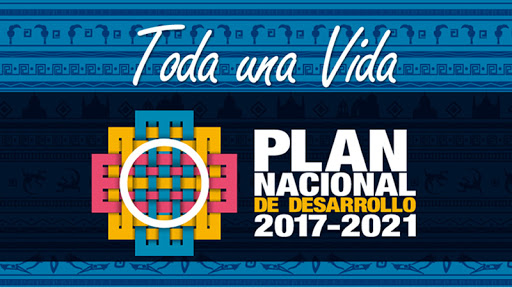 Toda una Vida
PLAN
NACIONAL
DE DESARROLLO
2017-2021